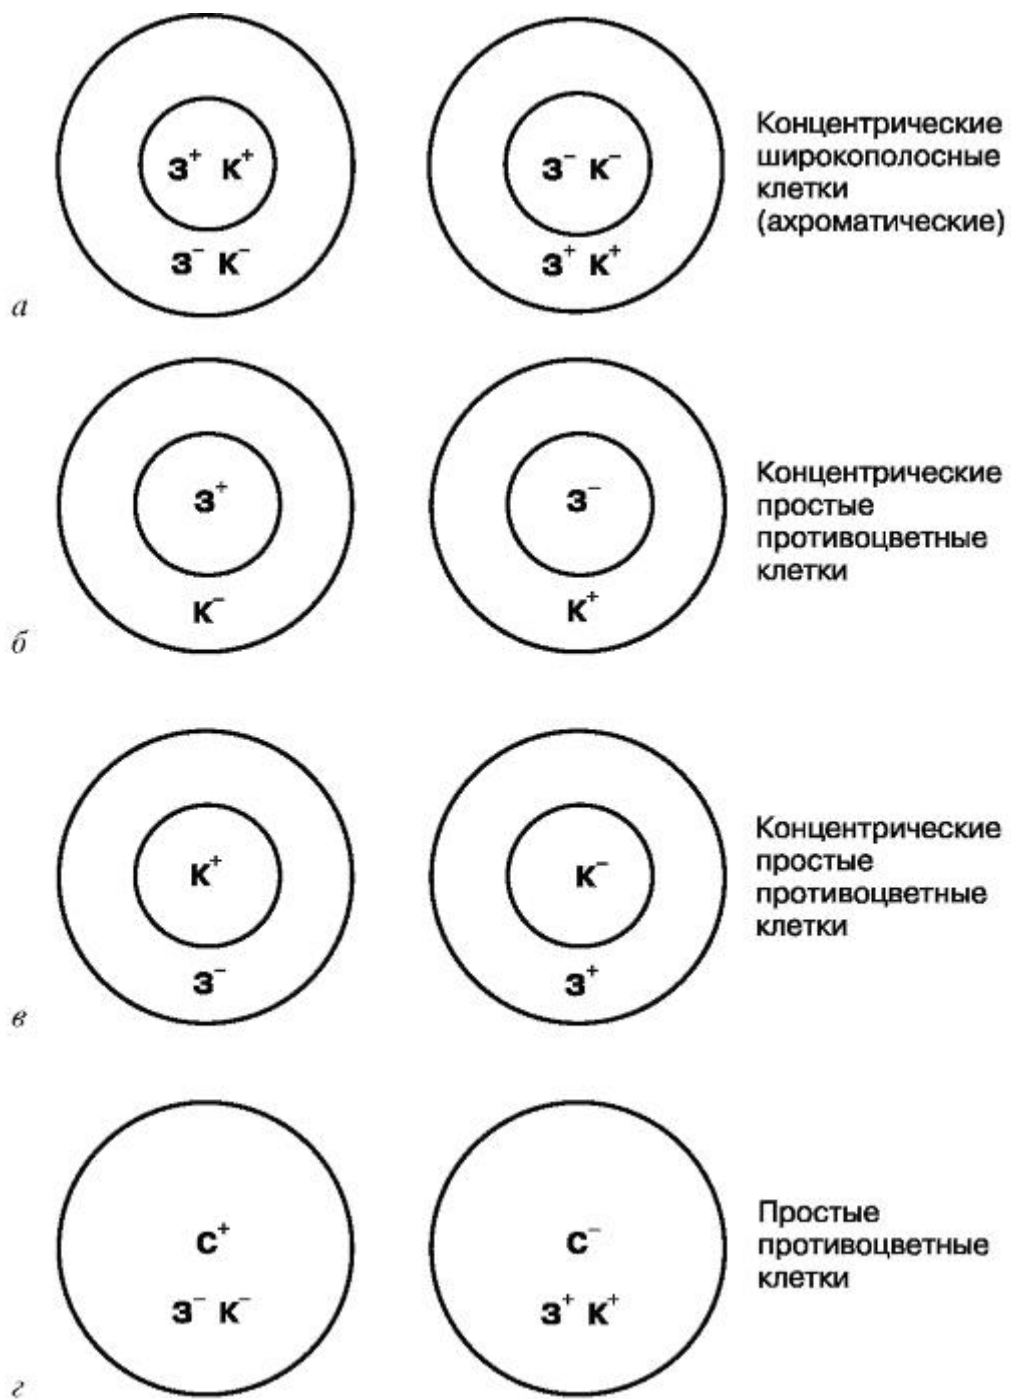 З⁺ К⁺
З⁻ К⁻
З⁻ К⁻
З⁺ К⁺
Концентрические
широкополосные
клетки
(ахроматические)
а
З⁺
К⁻
З⁻
К⁺
Концентрические
простые
противоцветные
клетки
б
К⁺
З⁻
К⁻
З⁺
Концентрические
простые
противоцветные
клетки
в
С⁺
З⁻ К⁻
С⁻
З⁺ К⁺
Простые
противоцветные
клетки
г